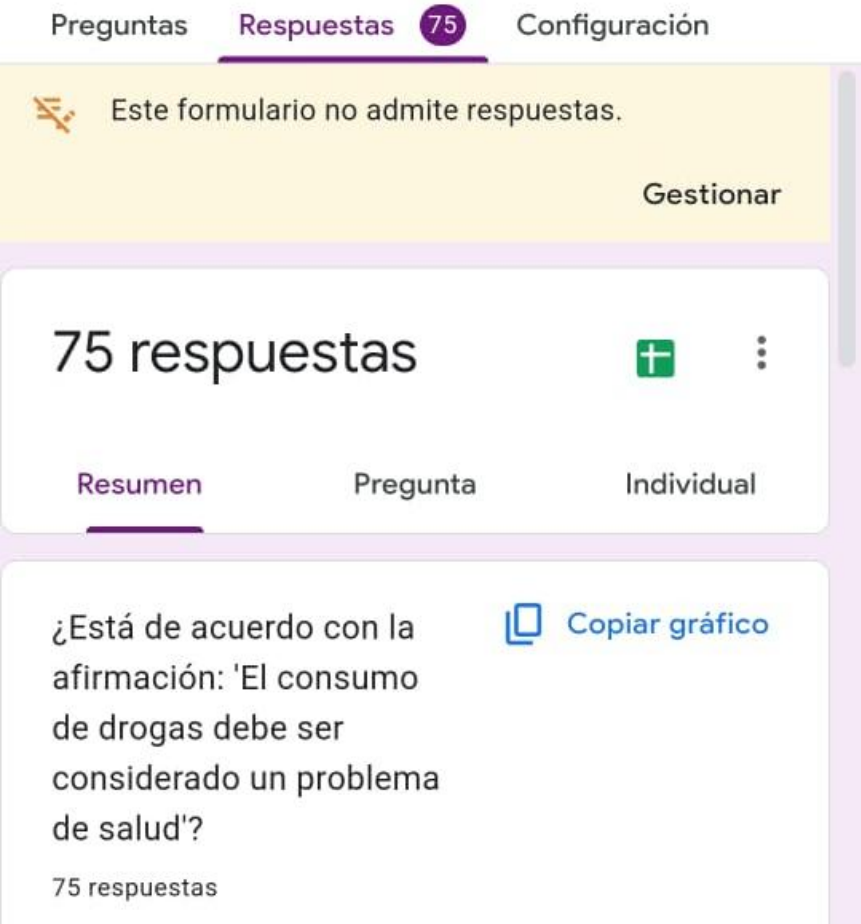 Preguntas Respuestas 75 Configuración
Este formulario no admite respuestas.
Gestionar
75 respuestas
Resumen Pregunta Individual
¿Está de acuerdo con la
afirmación: 'El consumo
de drogas debe ser
considerado un problema
de salud'?
Copiar gráfico
75 respuestas